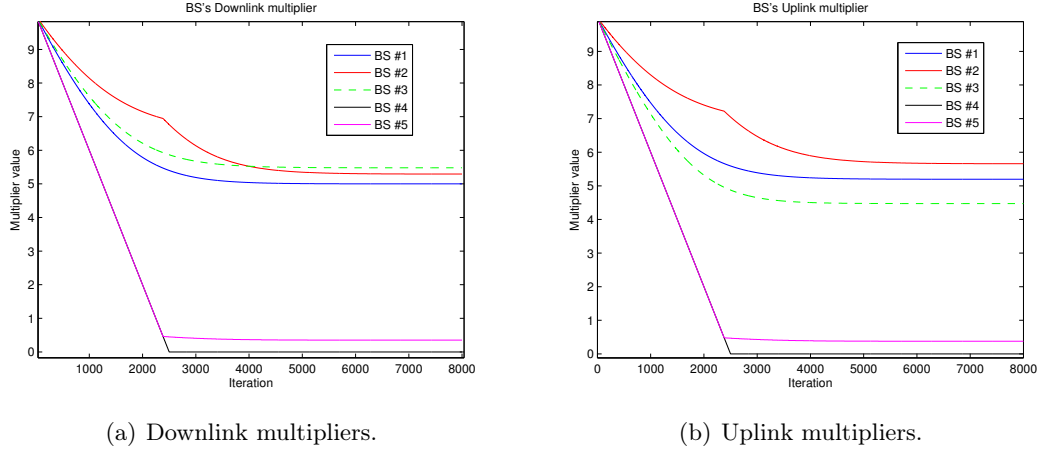 BS's Downlink multiplier
9
8
7
6
5
4
3
2
1
0
Multiplier value
BS #1
BS #2
BS #3
BS #4
BS #5
1000 2000 3000 4000 5000 6000 7000 8000
Iteration
(a) Downlink multipliers.
BS's Uplink multiplier
9
8
7
6
5
4
3
2
1
0
Multiplier value
BS #1
BS #2
BS #3
BS #4
BS #5
0 1000 2000 3000 4000 5000 6000 7000 8000
Iteration
(b) Uplink multipliers.